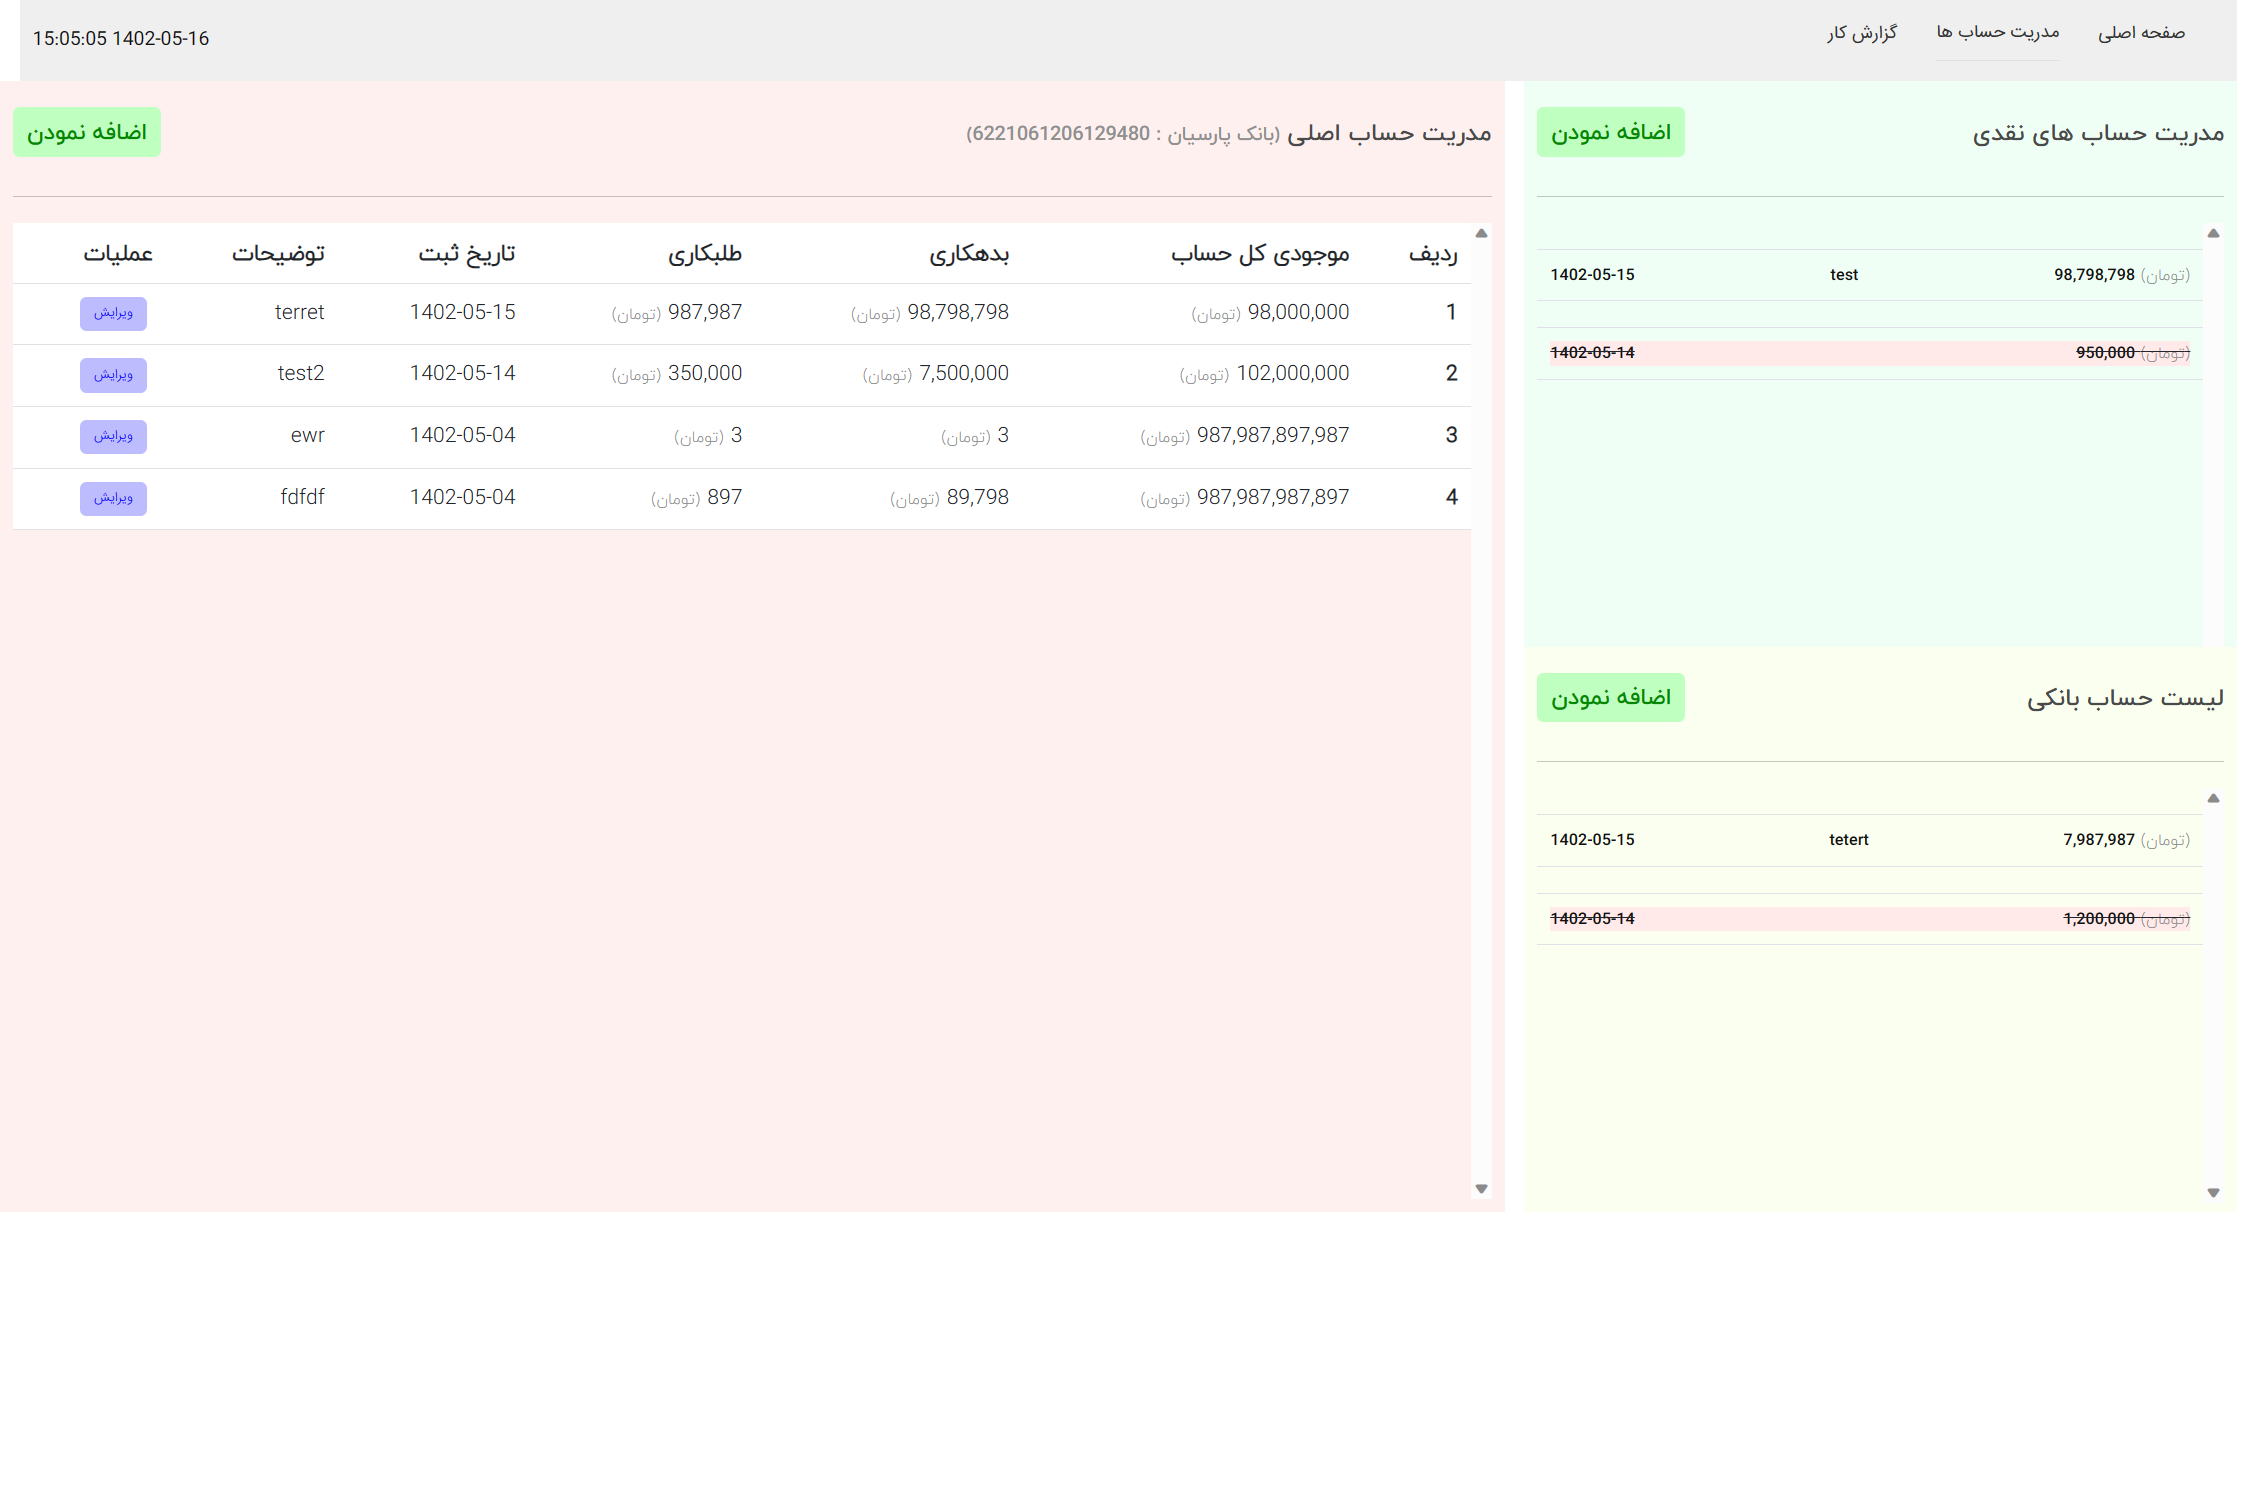 صفحه اصلی مدریت حساب ها گزارش کار
15:05:05 1402-05-16
مدریت حساب های نقدی اضافه نمودن
98,798,798 (تومان) test 1402-05-15
950,000 (تومان) 1402-05-14
لیست حساب بانکی اضافه نمودن
7,987,987 (تومان) tetert 1402-05-15
1,200,000 (تومان) 1402-05-14
مدریت حساب اصلی (بانک پارسیان : 6221061206129480) اضافه نمودن
ردیف موجودی کل حساب بدهکاری طلبکاری تاریخ ثبت توضیحات عملیات
1 98,000,000 (تومان) 98,798,798 (تومان) 987,987 (تومان) 1402-05-15 terret ویرایش
2 102,000,000 (تومان) 7,500,000 (تومان) 350,000 (تومان) 1402-05-14 test2 ویرایش
3 987,987,897,987 (تومان) 3 (تومان) 3 (تومان) 1402-05-04 ewr ویرایش
4 987,987,987,897 (تومان) 89,798 (تومان) 897 (تومان) 1402-05-04 fdfdf ویرایش